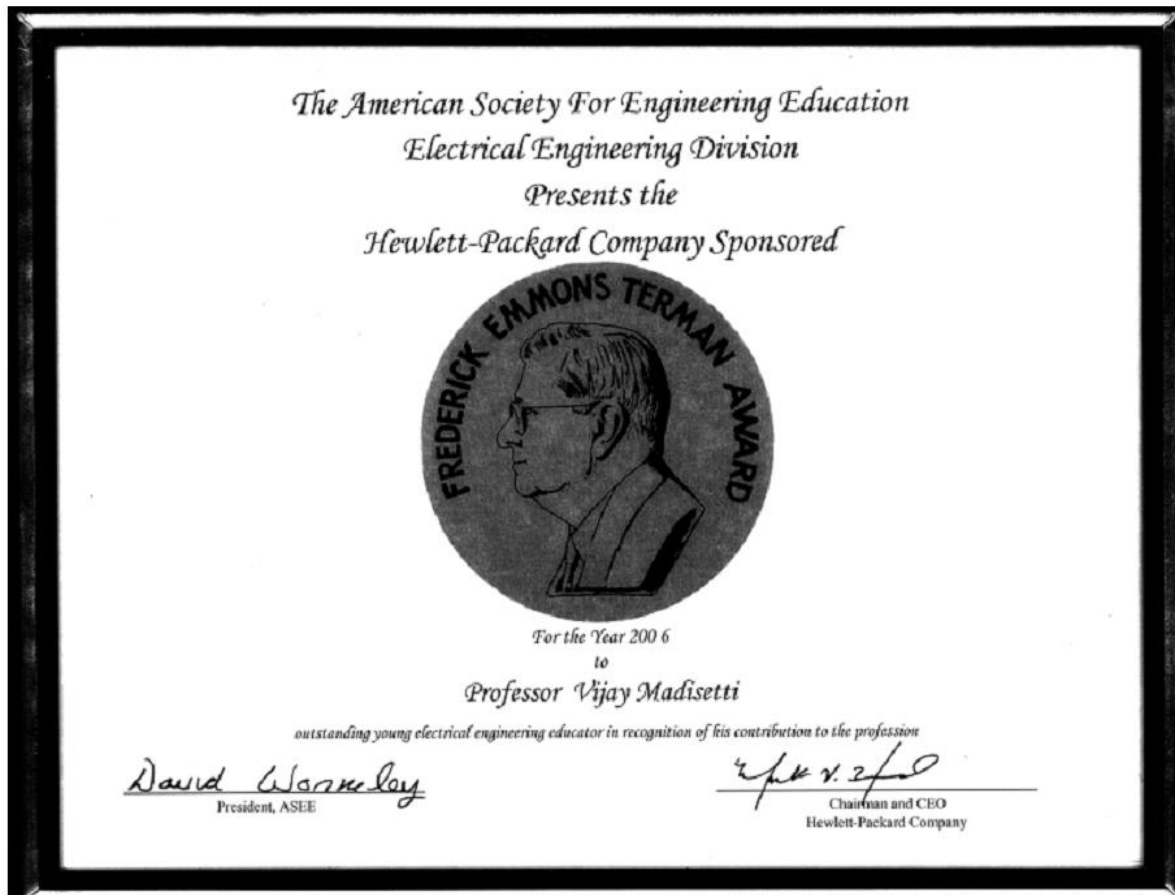 The American Society For Engineering Education
Electrical Engineering Division
Presents the
Hewlett-Packard Company Sponsored
FREDERICK EMMONS TERMAN AWARD
For the Year 200 6
to
Professor Vijay Madisetti
outstanding young electrical engineering educator in recognition of his contribution to the profession
David Wormley
President, ASEE
Chairman and CEO
Hewlett-Packard Company